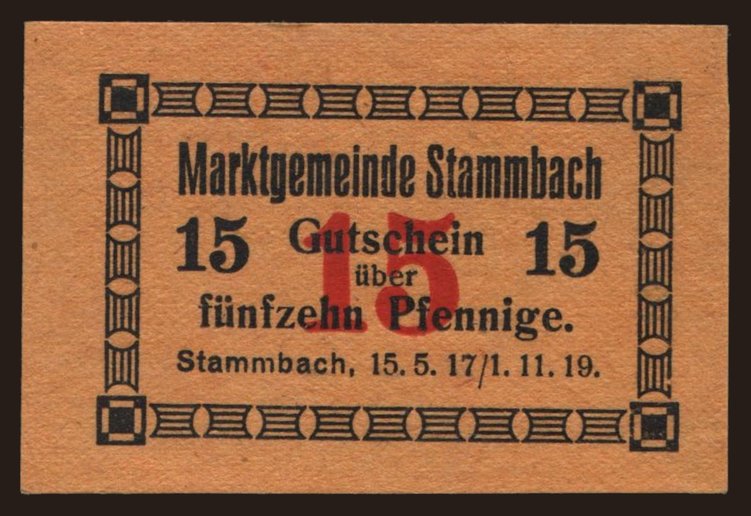 Marktgemeinde Stammbach
15 Gutschein 15
15
über
fünfzehn Pfennige.
Stammbach, 15. 5. 17/1. 11. 19.